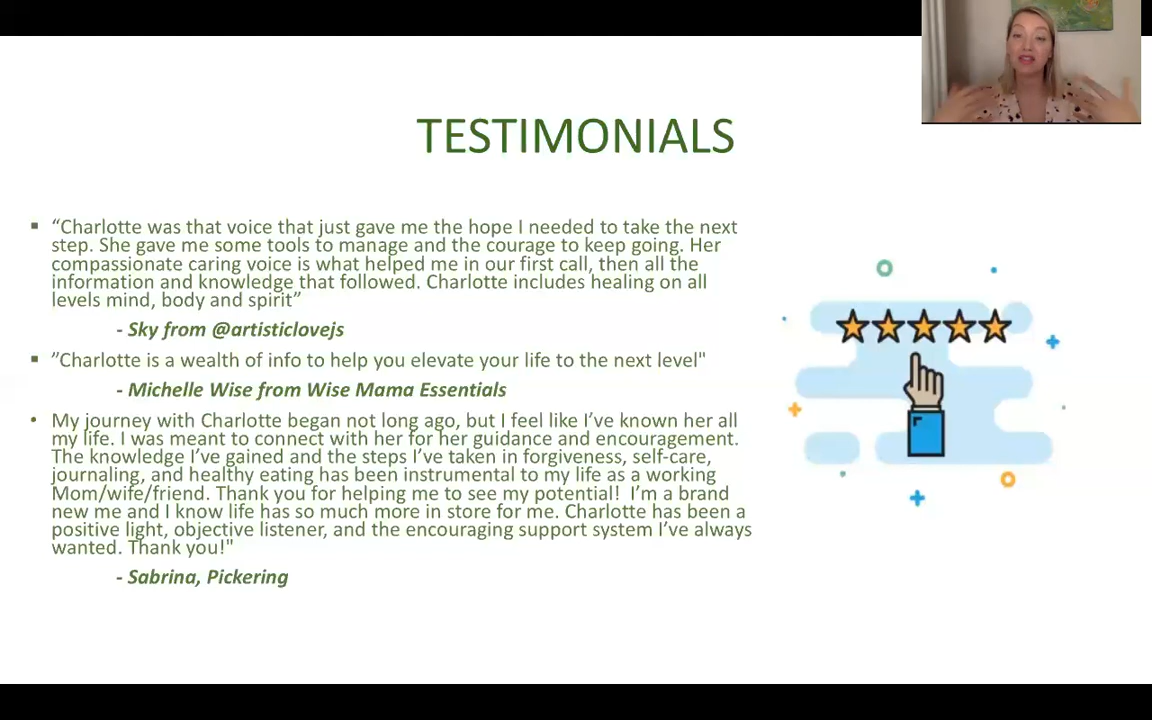 TESTIMONIALS
▪ “Charlotte was that voice that just gave me the hope I needed to take the next
step. She gave me some tools to manage and the courage to keep going. Her
compassionate caring voice is what helped me in our first call, then all the
information and knowledge that followed. Charlotte includes healing on all
levels mind, body and spirit”
- Sky from @artisticlovejs
▪ ”Charlotte is a wealth of info to help you elevate your life to the next level"
- Michelle Wise from Wise Mama Essentials
• My journey with Charlotte began not long ago, but I feel like I’ve known her all
my life. I was meant to connect with her for her guidance and encouragement.
The knowledge I’ve gained and the steps I’ve taken in forgiveness, self-care,
journaling, and healthy eating has been instrumental to my life as a working
Mom/wife/friend. Thank you for helping me to see my potential!  I’m a brand
new me and I know life has so much more in store for me. Charlotte has been a
positive light, objective listener, and the encouraging support system I’ve always
wanted. Thank you!"
- Sabrina, Pickering